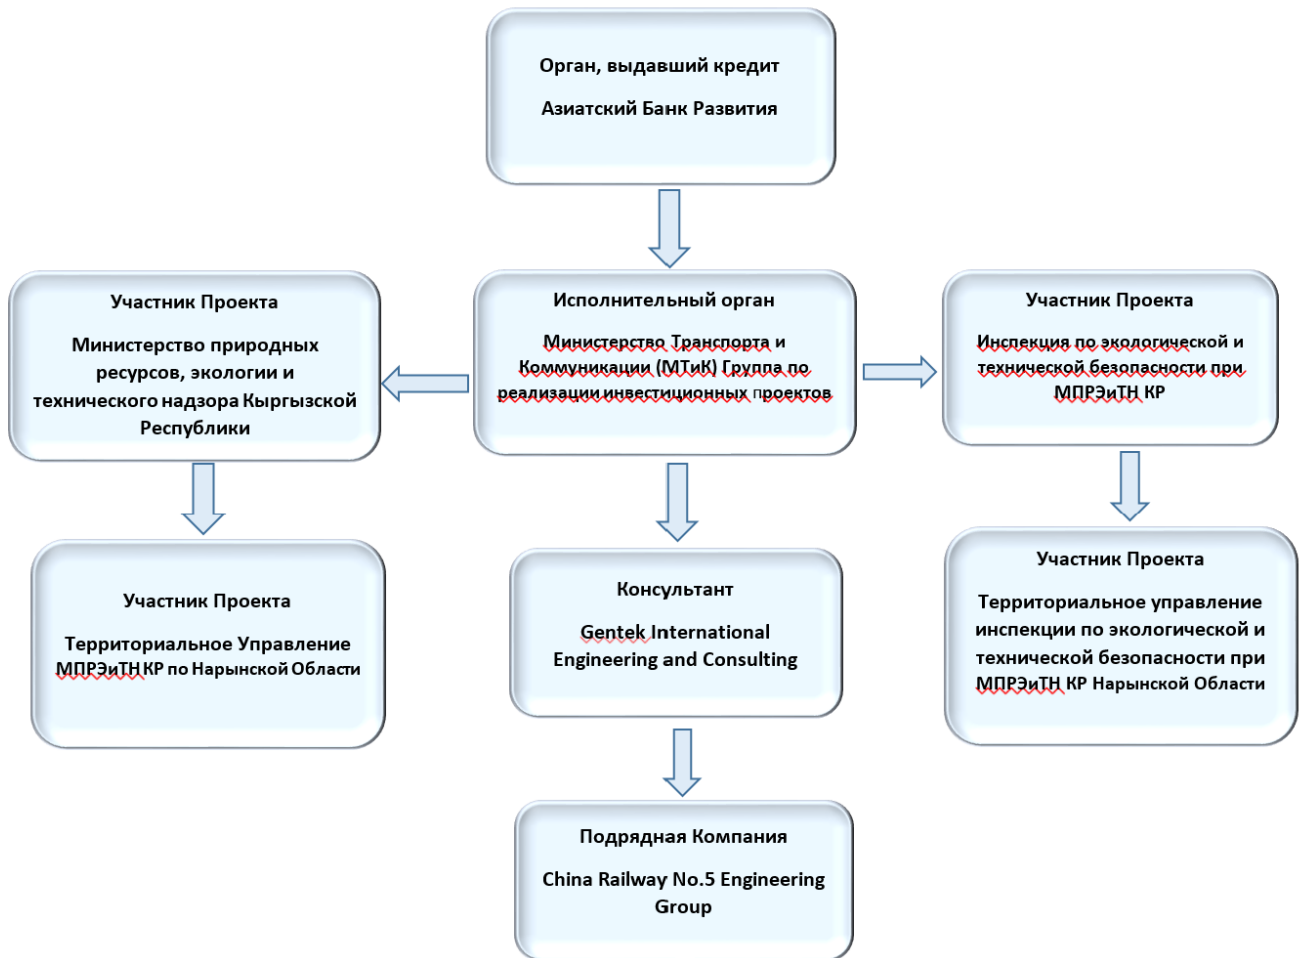 Орган, выдавший кредит
Азиатский Банк Развития
Участник Проекта
Министерство природных
ресурсов, экологии и
технического надзора Кыргызской
Республики
Исполнительный орган
Министерство Транспорта и
Коммуникации (МТиК) Группа по
реализации инвестиционных проектов
Участник Проекта
Инспекция по экологической и
технической безопасности при
МПРЭиТН КР
Участник Проекта
Территориальное Управление
МПРЭиТН КР по Нарынской Области
Консультант
Gentek International
Engineering and Consulting
Участник Проекта
Территориальное управление
инспекции по экологической и
технической безопасности при
МПРЭиТН КР Нарынской Области
Подрядная Компания
China Railway No.5 Engineering
Group